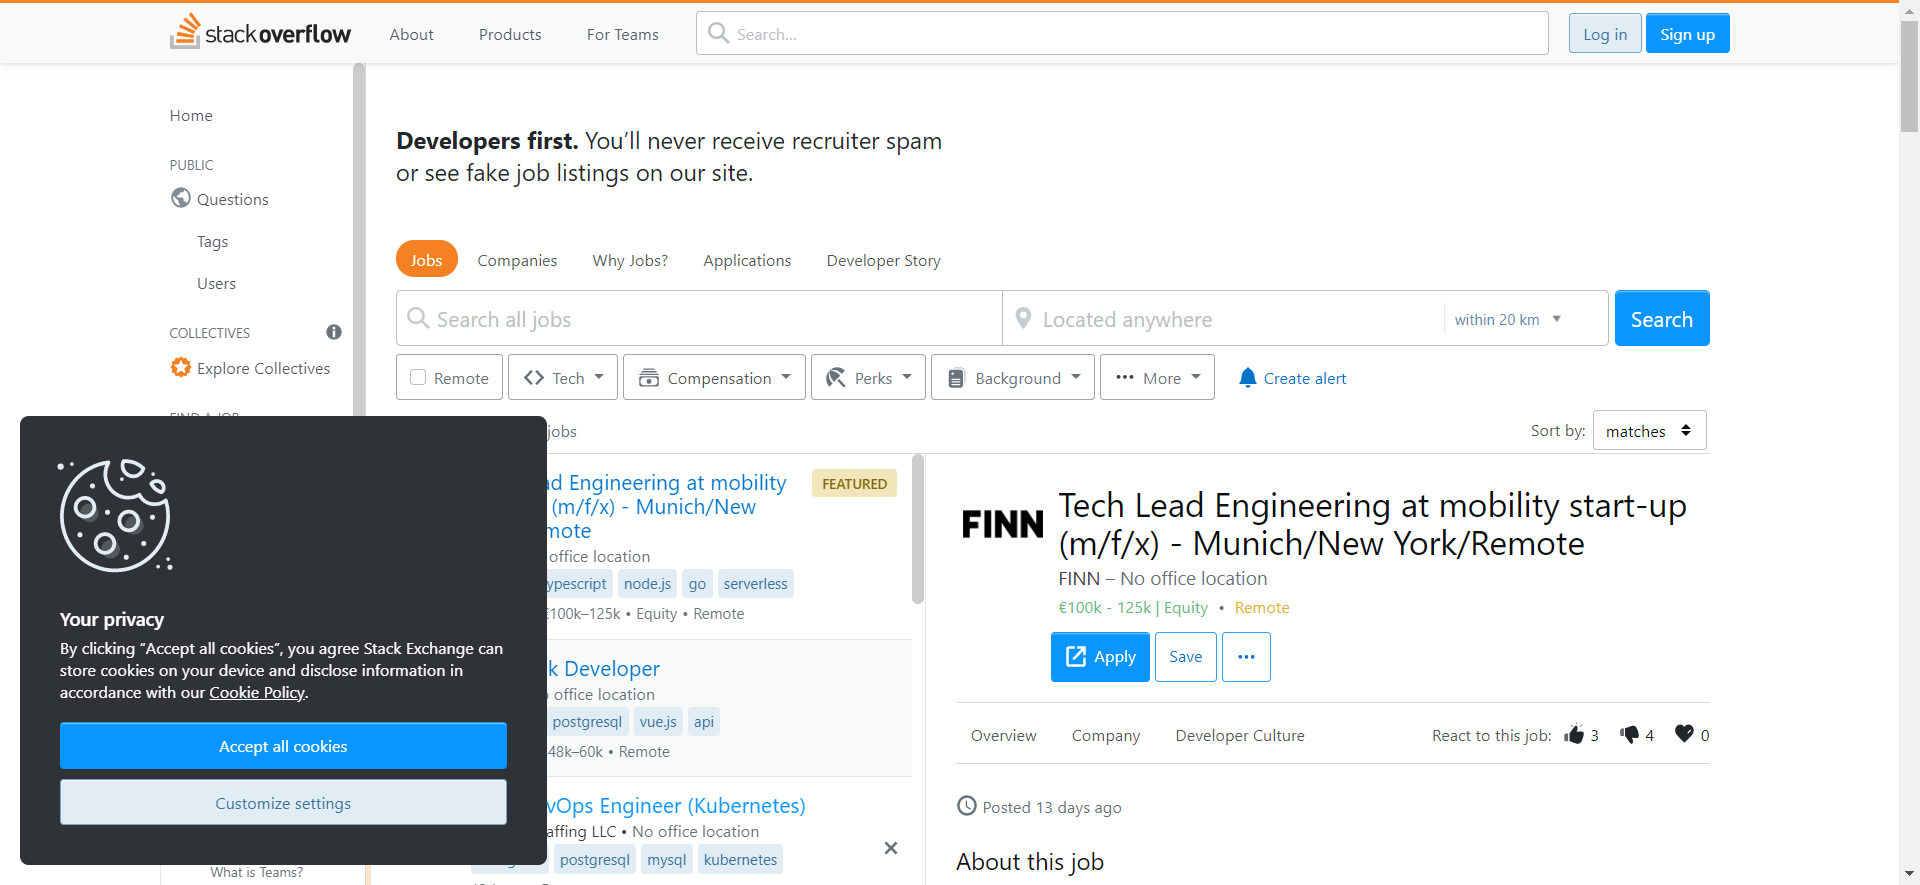 stack overflow
About
Products
For Teams
Search...
Log in
Sign up
Home
PUBLIC
Questions
Tags
Users
COLLECTIVES
Explore Collectives
Developers first. You’ll never receive recruiter spam
or see fake job listings on our site.
Jobs
Companies
Why Jobs?
Applications
Developer Story
Search all jobs
Located anywhere
within 20 km
Search
Remote
Tech
Compensation
Perks
Background
More
Create alert
jobs
Sort by:
matches
Engineering at mobility
FEATURED
(m/f/x) - Munich/New
office location
node.js
go
serverless
€100k–125k • Equity • Remote
Developer
office location
postgresql
vue.js
api
48k–60k • Remote
Engineer (Kubernetes)
LLC • No office location
postgresql
mysql
kubernetes
What is Teams?
Your privacy
By clicking “Accept all cookies”, you agree Stack Exchange can
store cookies on your device and disclose information in
accordance with our Cookie Policy.
Accept all cookies
Customize settings
FINN
Tech Lead Engineering at mobility start-up
(m/f/x) - Munich/New York/Remote
FINN – No office location
€100k - 125k | Equity • Remote
Apply
Save
Overview
Company
Developer Culture
React to this job:
3
4
0
Posted 13 days ago
About this job